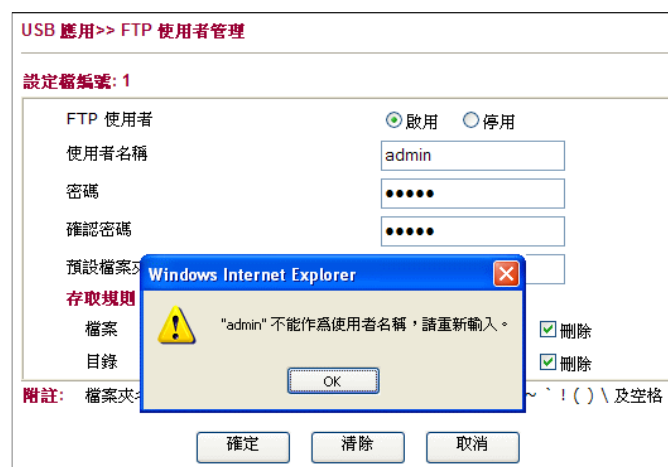 USB 應用>> FTP 使用者管理
設定檔編號: 1
FTP 使用者 啟用 停用
使用者名稱 admin
密碼 •••••
確認密碼 •••••
預設檔案
Windows Internet Explorer
存取規則
"admin" 不能作為使用者名稱，請重新輸入。
檔案 刪除
目錄 刪除
OK
附註: 檔案夾 ~ ` ! ( ) \ 及空格
確定 清除 取消